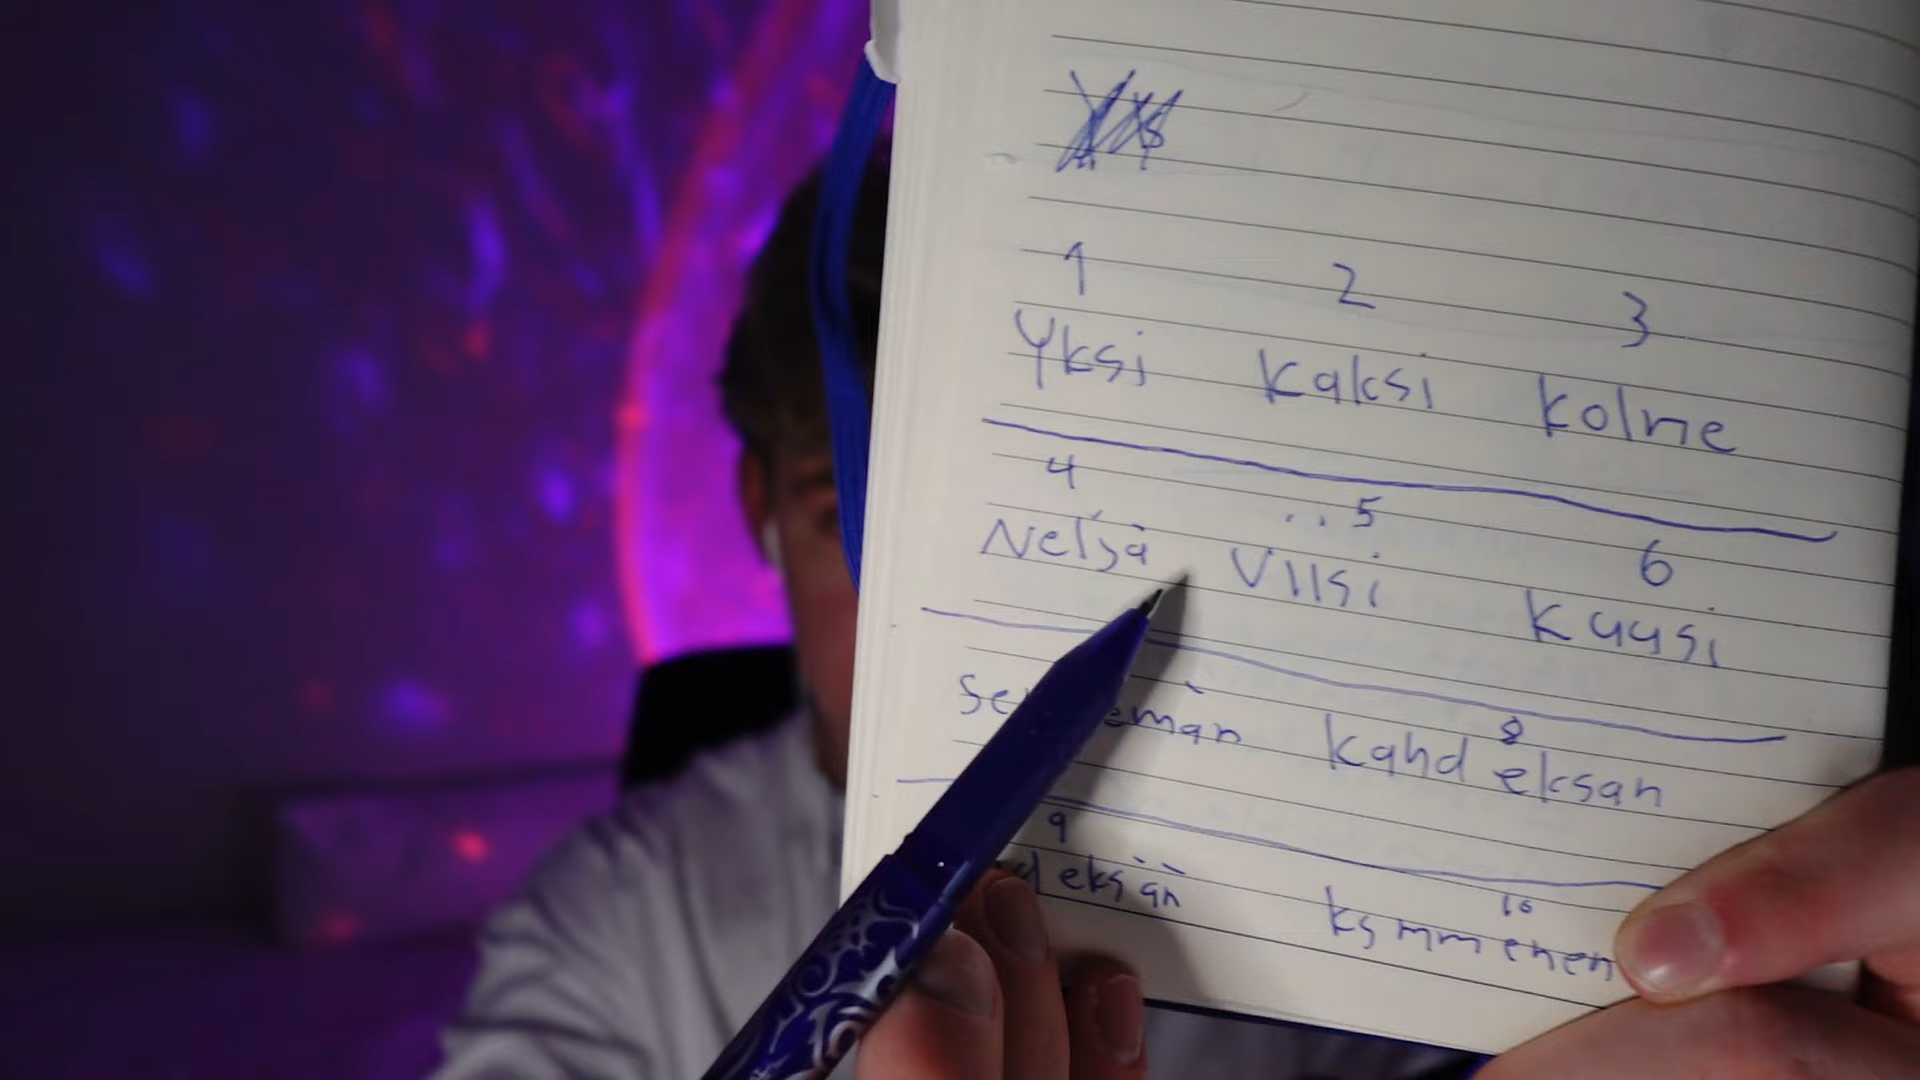 1 2 3
Yksi kaksi kolme
4 5 6
Neljä Viisi kuusi
8
kahdeksan
9 10
kymmenen